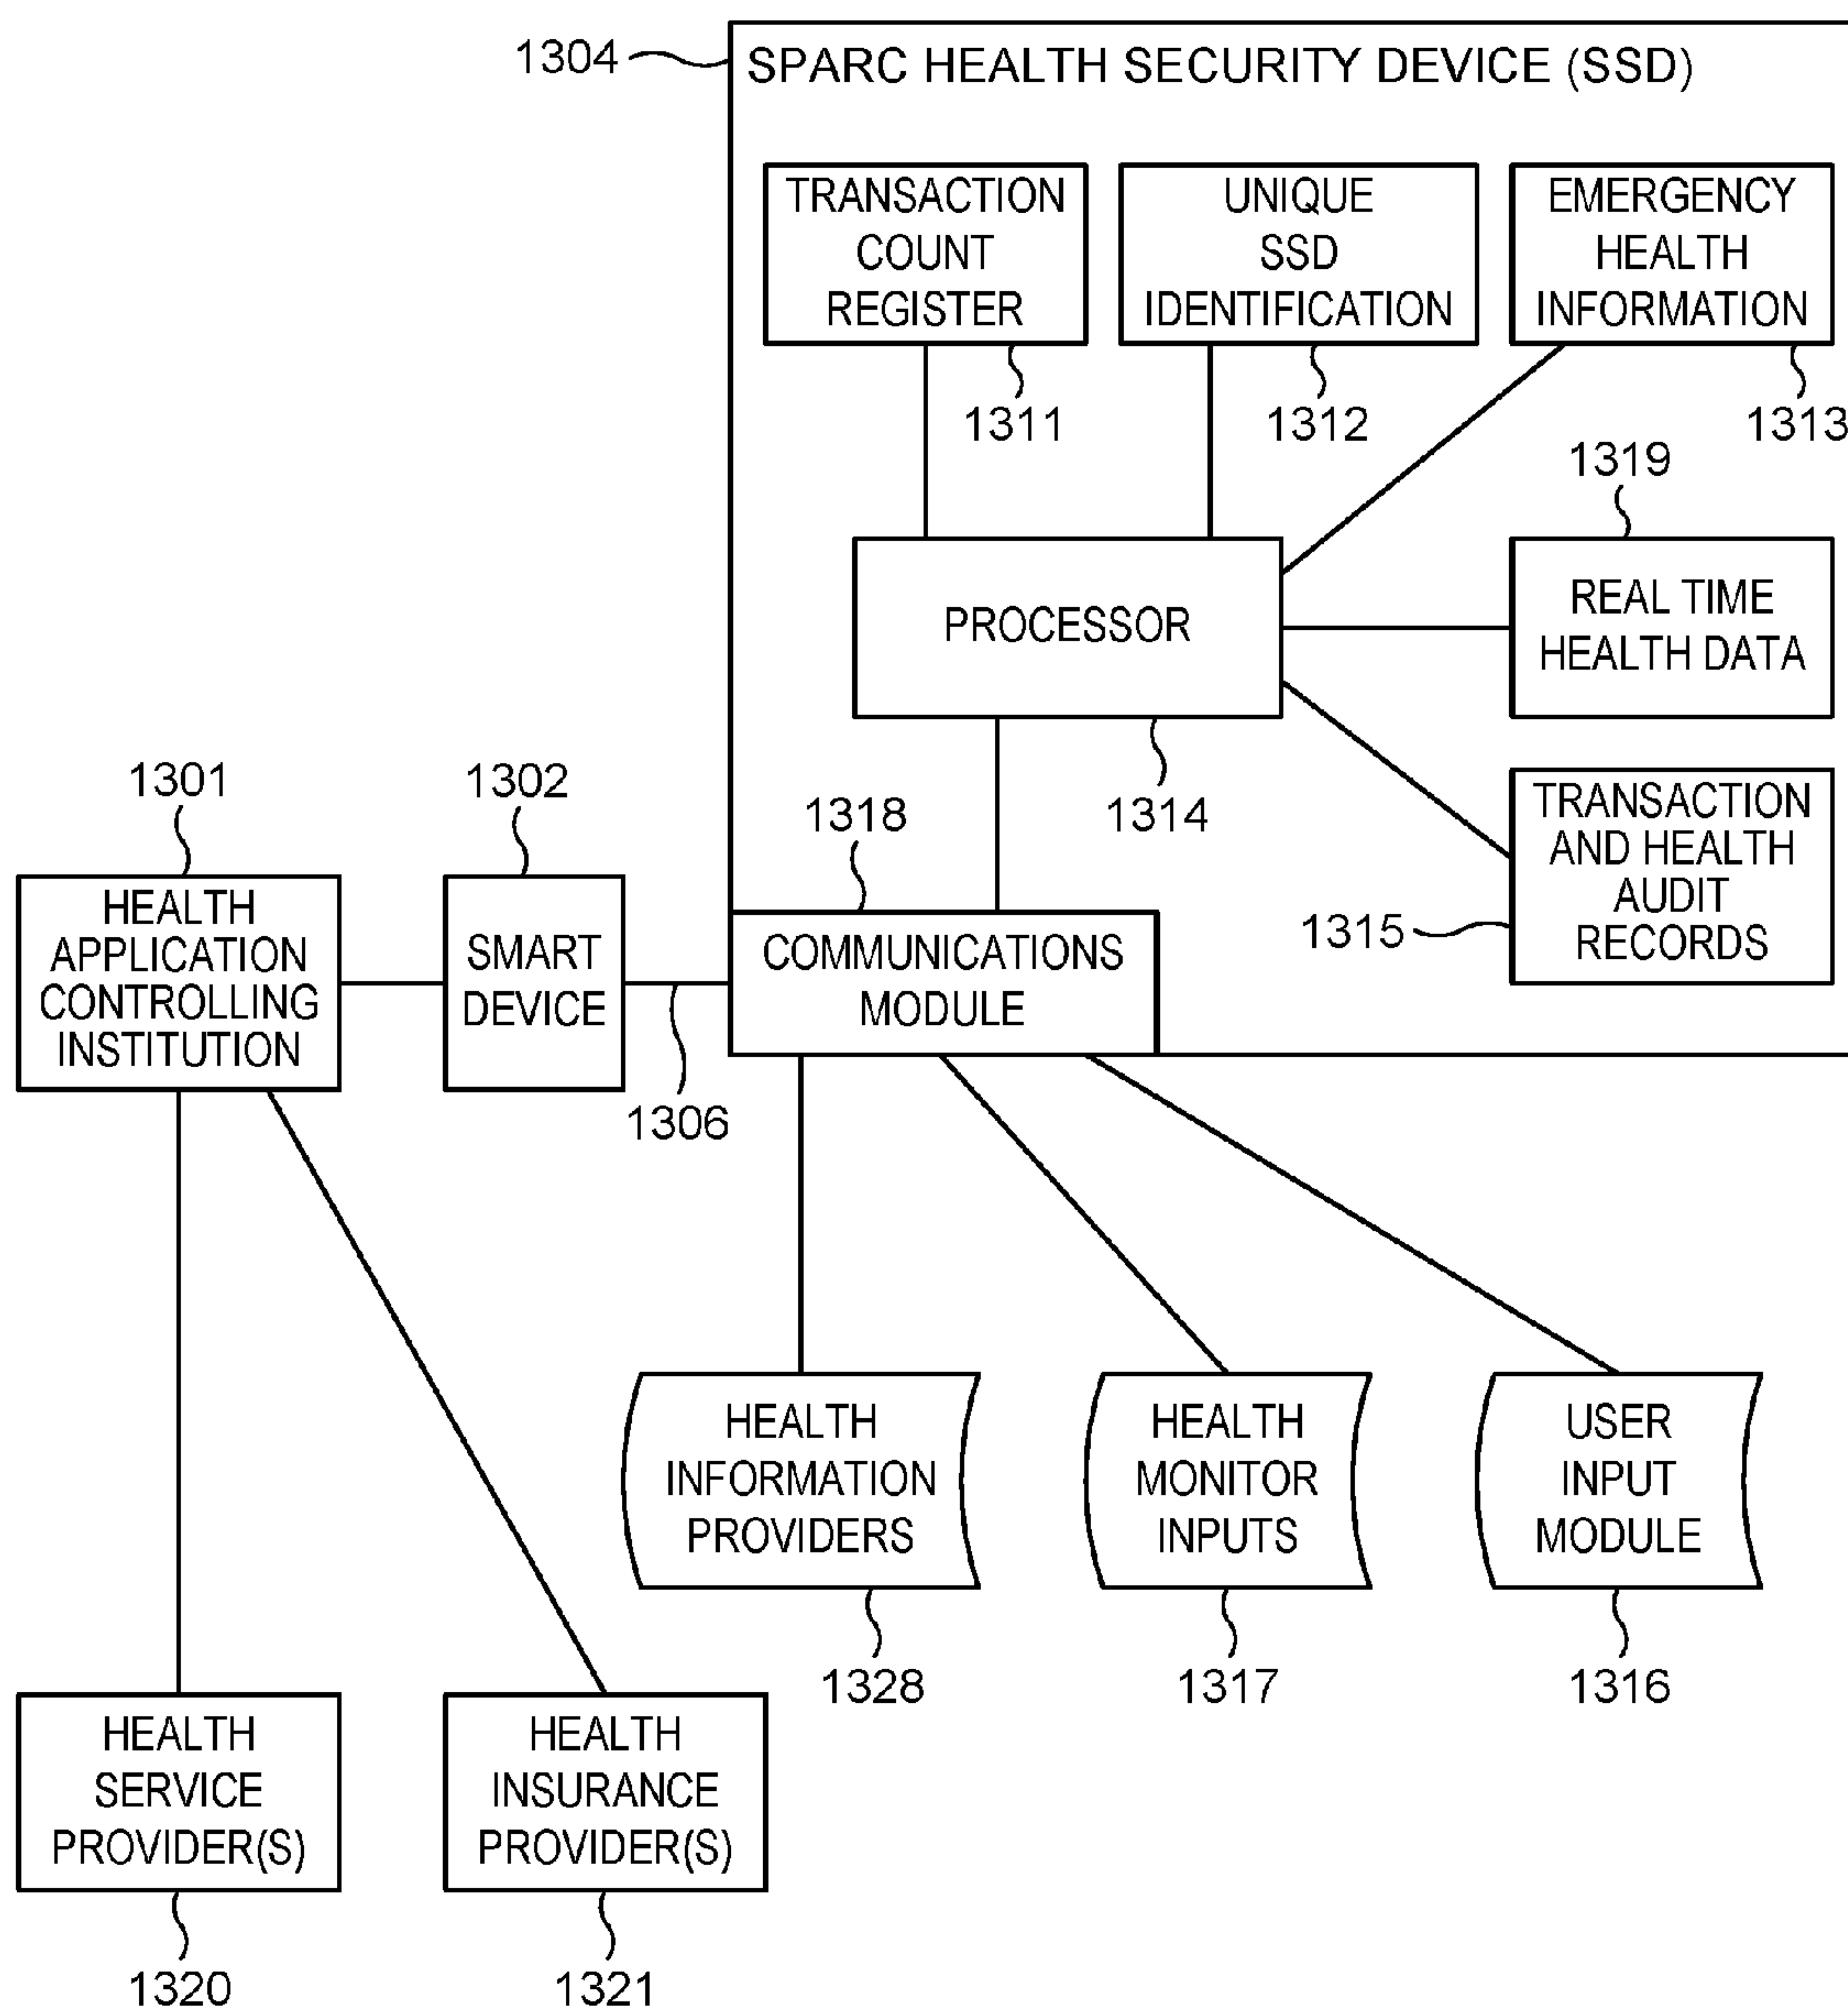 1304
SPARC HEALTH SECURITY DEVICE (SSD)
TRANSACTION
COUNT
REGISTER
UNIQUE
SSD
IDENTIFICATION
EMERGENCY
HEALTH
INFORMATION
1311
1312
1313
1319
PROCESSOR
REAL TIME
HEALTH DATA
1301
1302
1318
1314
TRANSACTION
AND HEALTH
AUDIT
RECORDS
1315
HEALTH
APPLICATION
CONTROLLING
INSTITUTION
SMART
DEVICE
COMMUNICATIONS
MODULE
1306
HEALTH
INFORMATION
PROVIDERS
HEALTH
MONITOR
INPUTS
USER
INPUT
MODULE
1328
1317
1316
HEALTH
SERVICE
PROVIDER(S)
HEALTH
INSURANCE
PROVIDER(S)
1320
1321